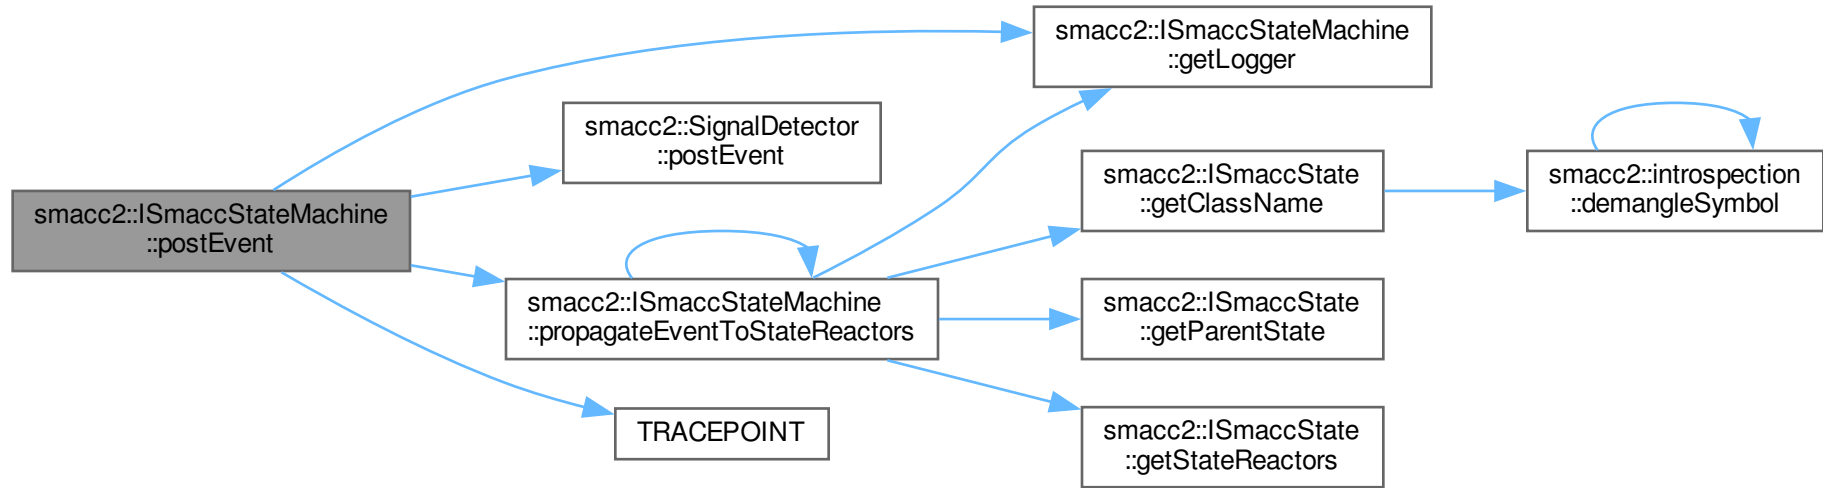 smacc2::ISmaccStateMachine
::postEvent
smacc2::ISmaccStateMachine
::getLogger
smacc2::SignalDetector
::postEvent
smacc2::ISmaccStateMachine
::propagateEventToStateReactors
TRACEPOINT
smacc2::ISmaccState
::getClassName
smacc2::introspection
::demangleSymbol
smacc2::ISmaccState
::getParentState
smacc2::ISmaccState
::getStateReactors